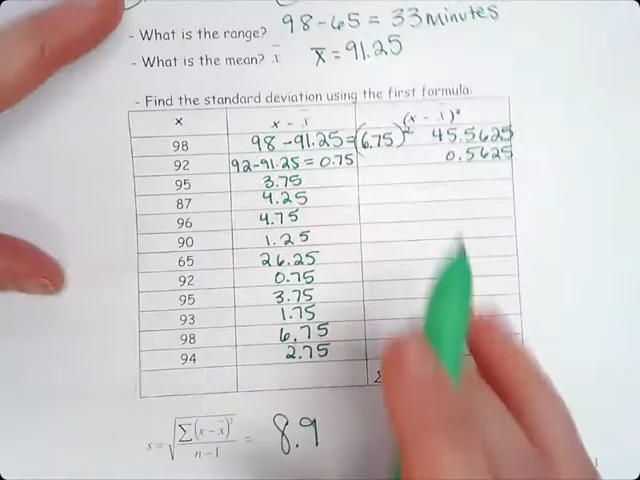 - What is the range? 98 - 65 = 33 minutes
- What is the mean? x̄ x̄ = 91.25
- Find the standard deviation using the first formula.
x x - x̄ (x - x̄)²
98 98 - 91.25 = (6.75)² 45.5625
92 92 - 91.25 = 0.75 0.5625
95 3.75
87 4.25
96 4.75
90 1.25
65 26.25
92 0.75
95 3.75
93 1.75
98 6.75
94 2.75
Σ
s = √Σ(x - x̄)² / n - 1 = 8.9
1